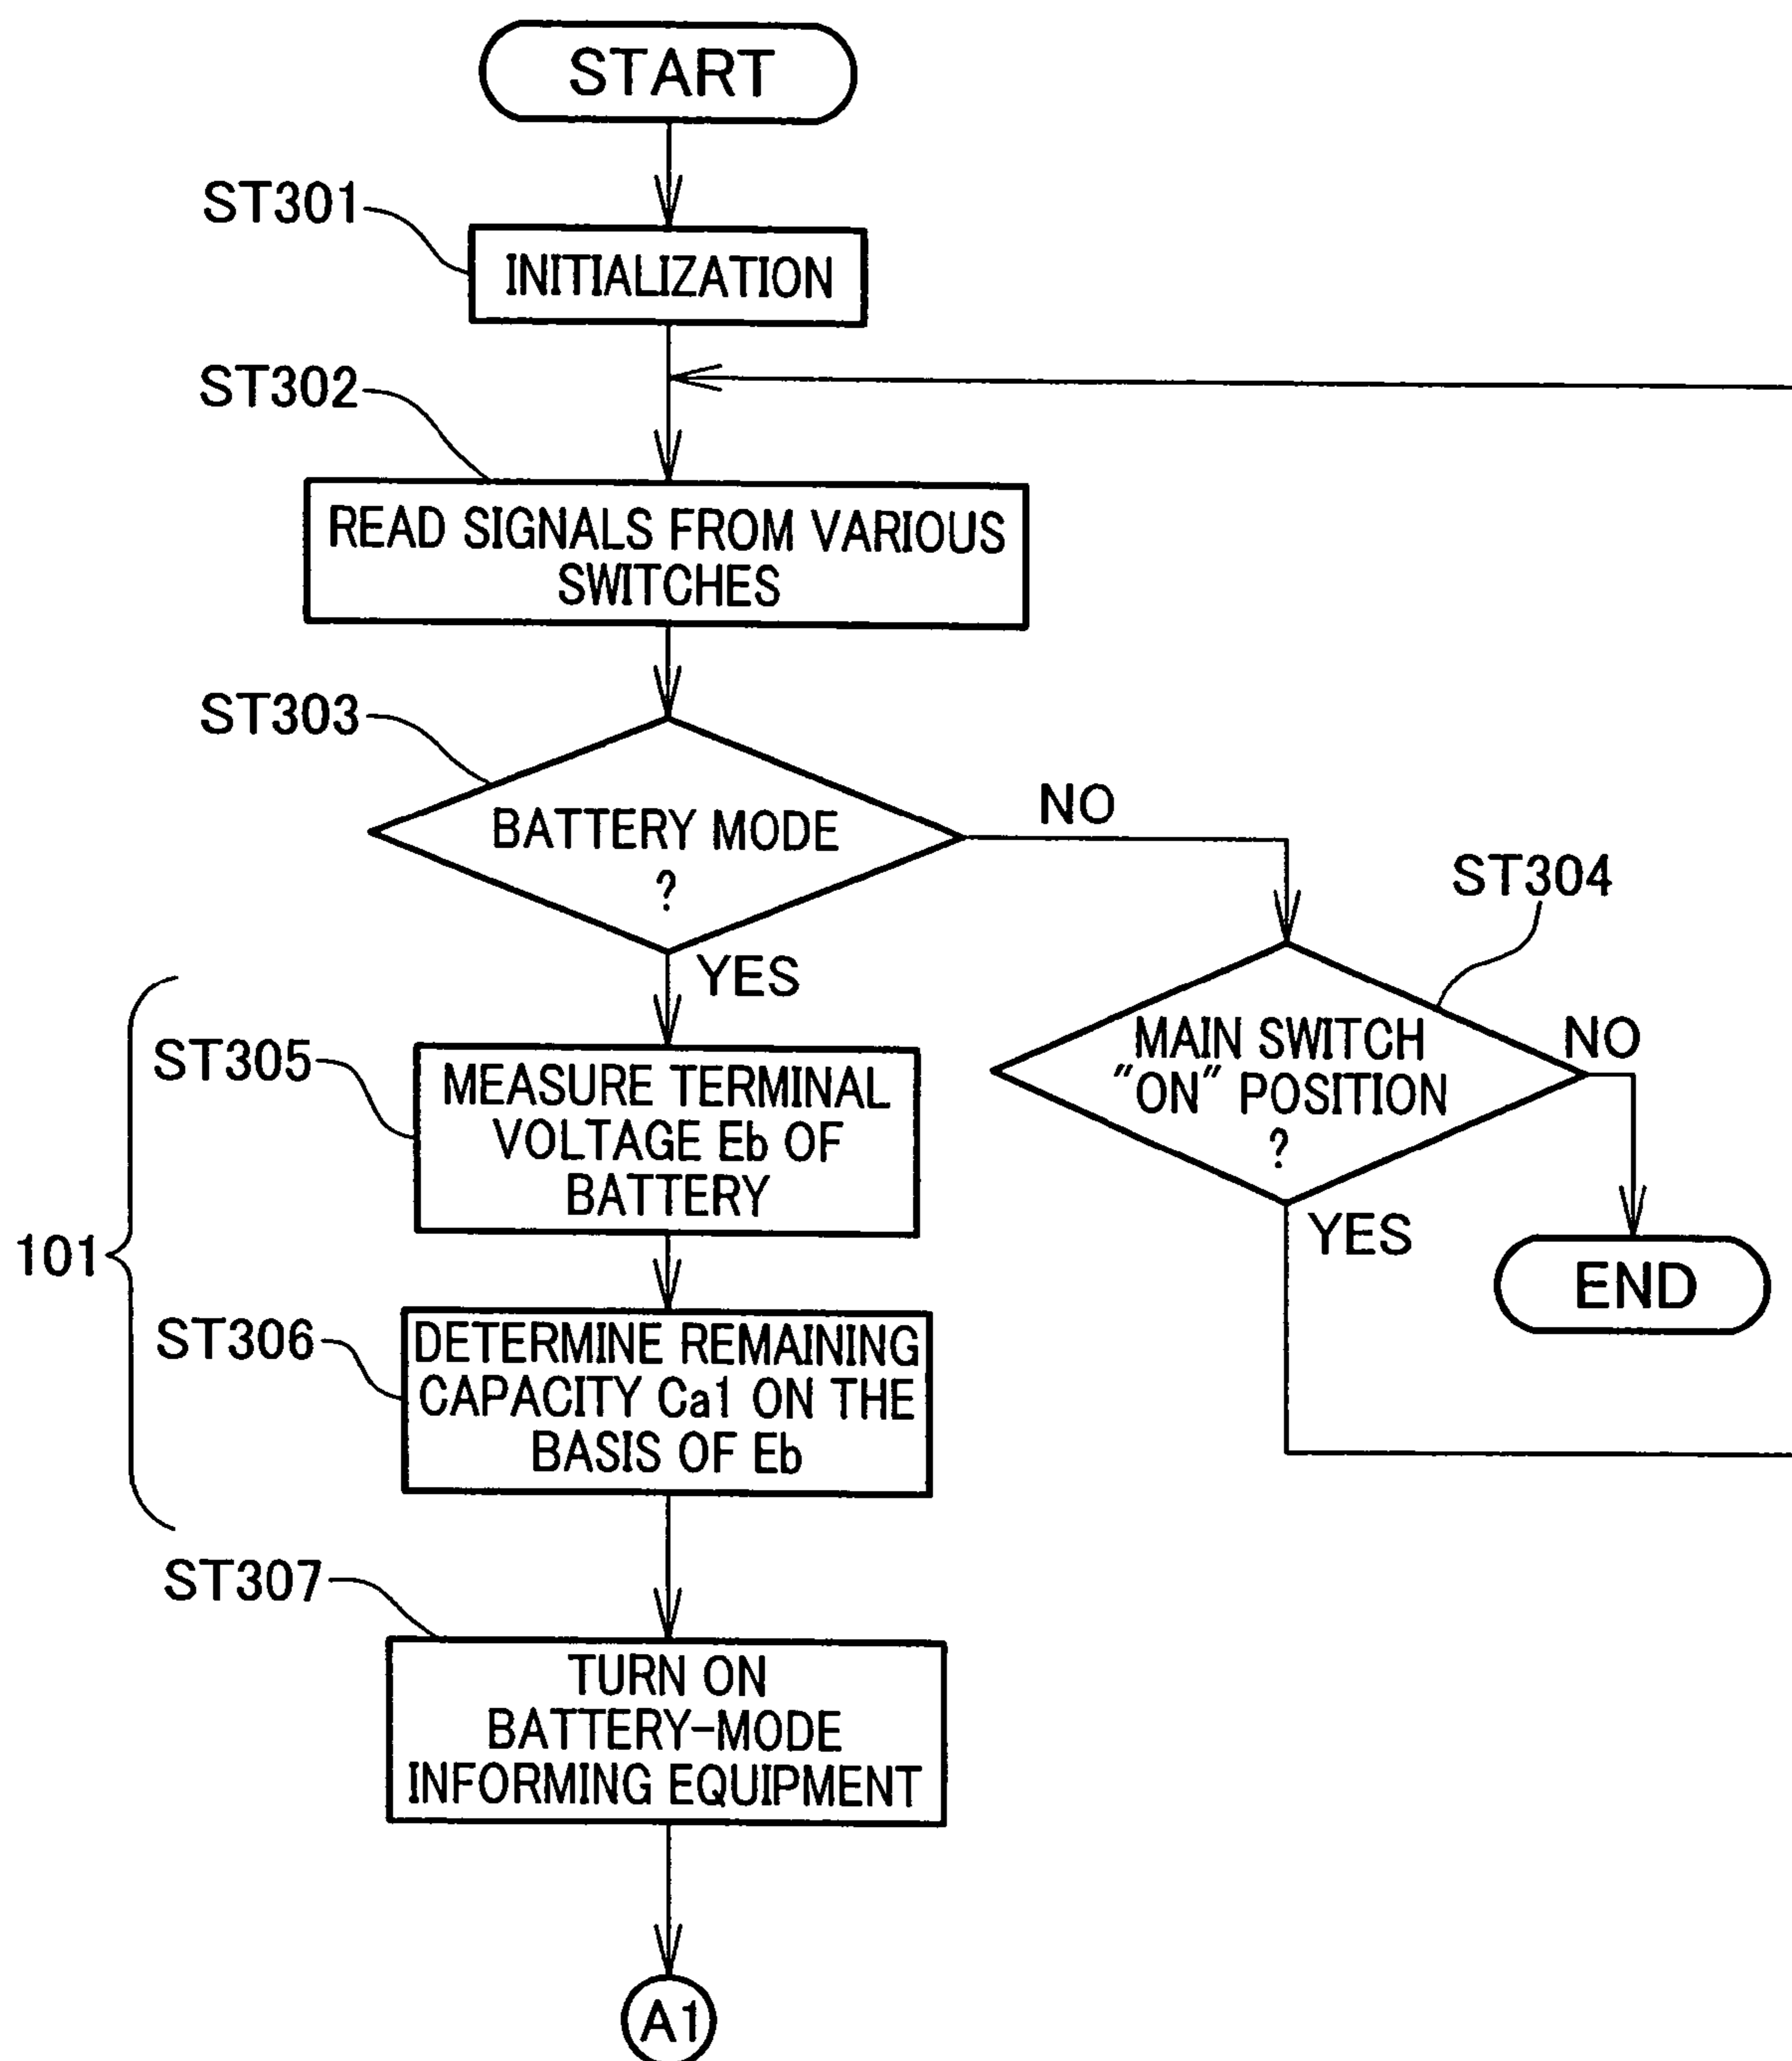 START
ST301
INITIALIZATION
ST302
READ SIGNALS FROM VARIOUS
SWITCHES
ST303
BATTERY MODE
?
NO
YES
ST304
MAIN SWITCH
"ON" POSITION
?
NO
YES
END
101
ST305
MEASURE TERMINAL
VOLTAGE Eb OF
BATTERY
ST306
DETERMINE REMAINING
CAPACITY Ca1 ON THE
BASIS OF Eb
ST307
TURN ON
BATTERY-MODE
INFORMING EQUIPMENT
A1